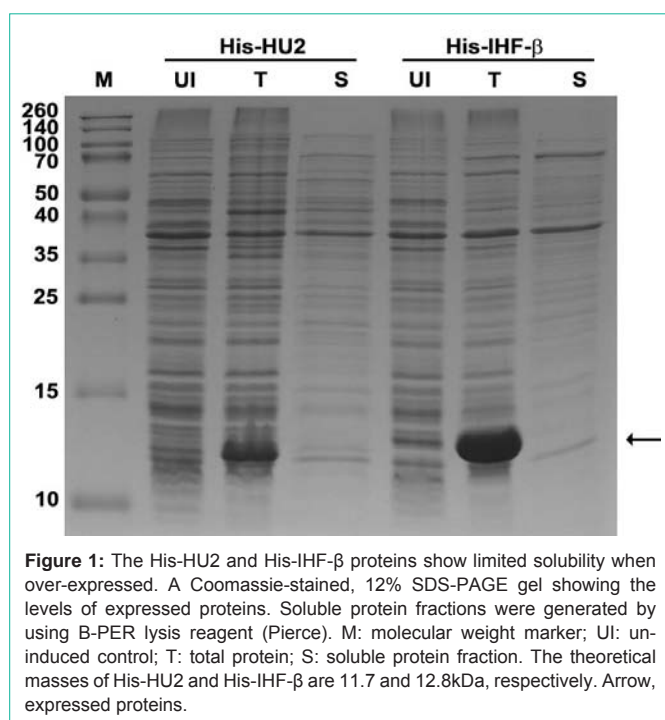 His-HU2 His-IHF-β
M UI T S UI T S
260
140
100
70
50
40
35
25
15
10
Figure 1: The His-HU2 and His-IHF-β proteins show limited solubility when
over-expressed. A Coomassie-stained, 12% SDS-PAGE gel showing the
levels of expressed proteins. Soluble protein fractions were generated by
using B-PER lysis reagent (Pierce). M: molecular weight marker; UI: un-
induced control; T: total protein; S: soluble protein fraction. The theoretical
masses of His-HU2 and His-IHF-β are 11.7 and 12.8kDa, respectively. Arrow,
expressed proteins.